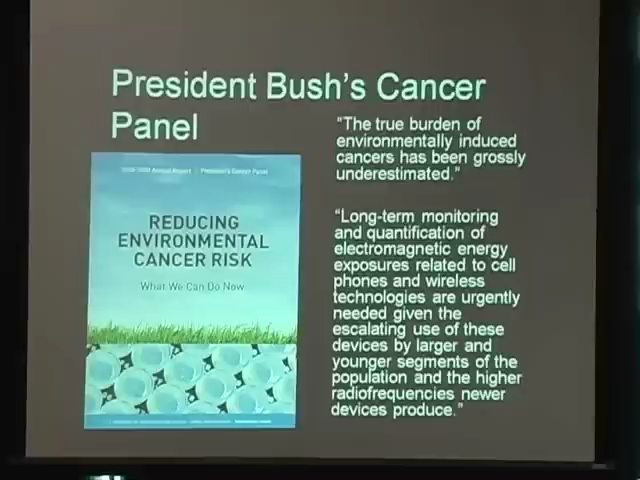 President Bush's Cancer
Panel
"The true burden of
environmentally induced
cancers has been grossly
underestimated."
Annual Report President's Cancer Panel
REDUCING
ENVIRONMENTAL
CANCER RISK
What We Can Do Now
"Long-term monitoring
and quantification of
electromagnetic energy
exposures related to cell
phones and wireless
technologies are urgently
needed given the
escalating use of these
devices by larger and
younger segments of the
population and the higher
radiofrequencies newer
devices produce."